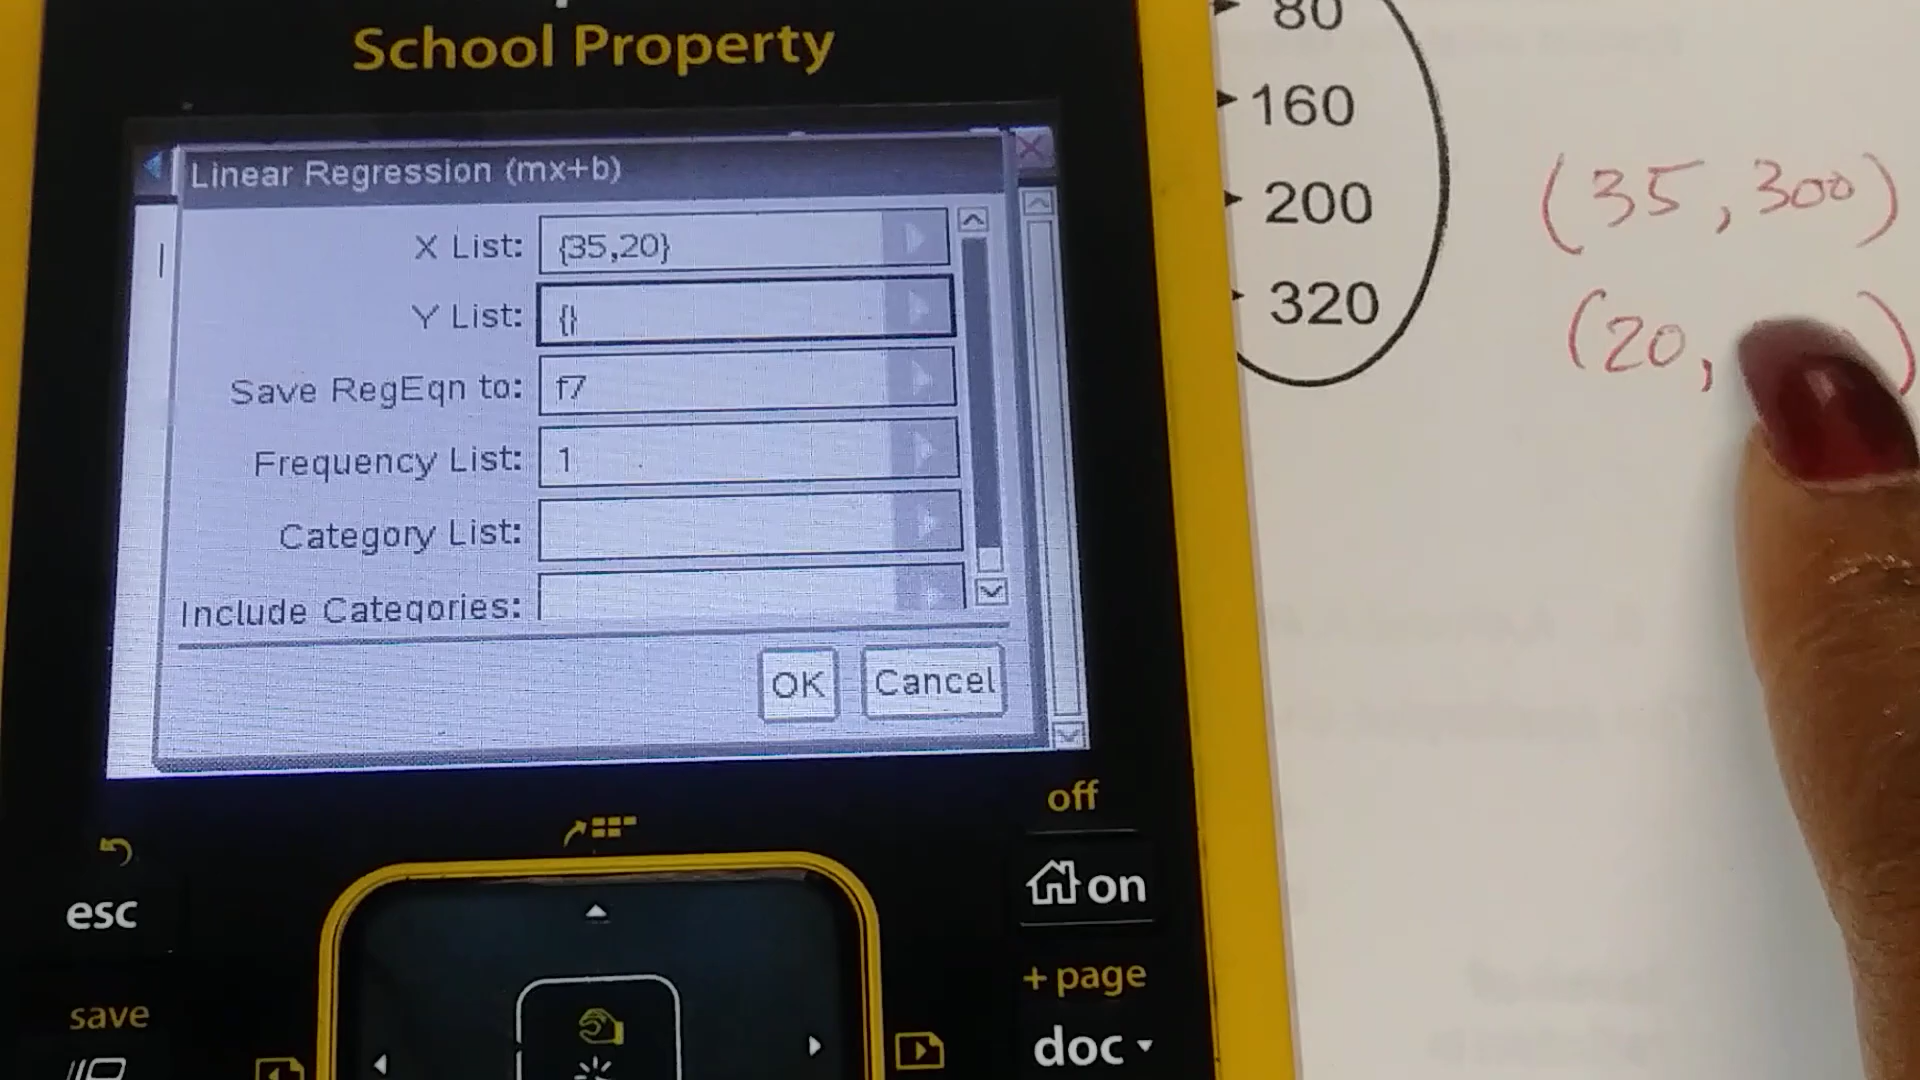 School Property
Linear Regression (mx+b)
X List: {35,20}
Y List: {}
Save RegEqn to: f7
Frequency List: 1
Category List:
Include Categories:
OK Cancel
off
on
esc
+ page
save
doc
80
160
200
320
(35,300)
(20, )